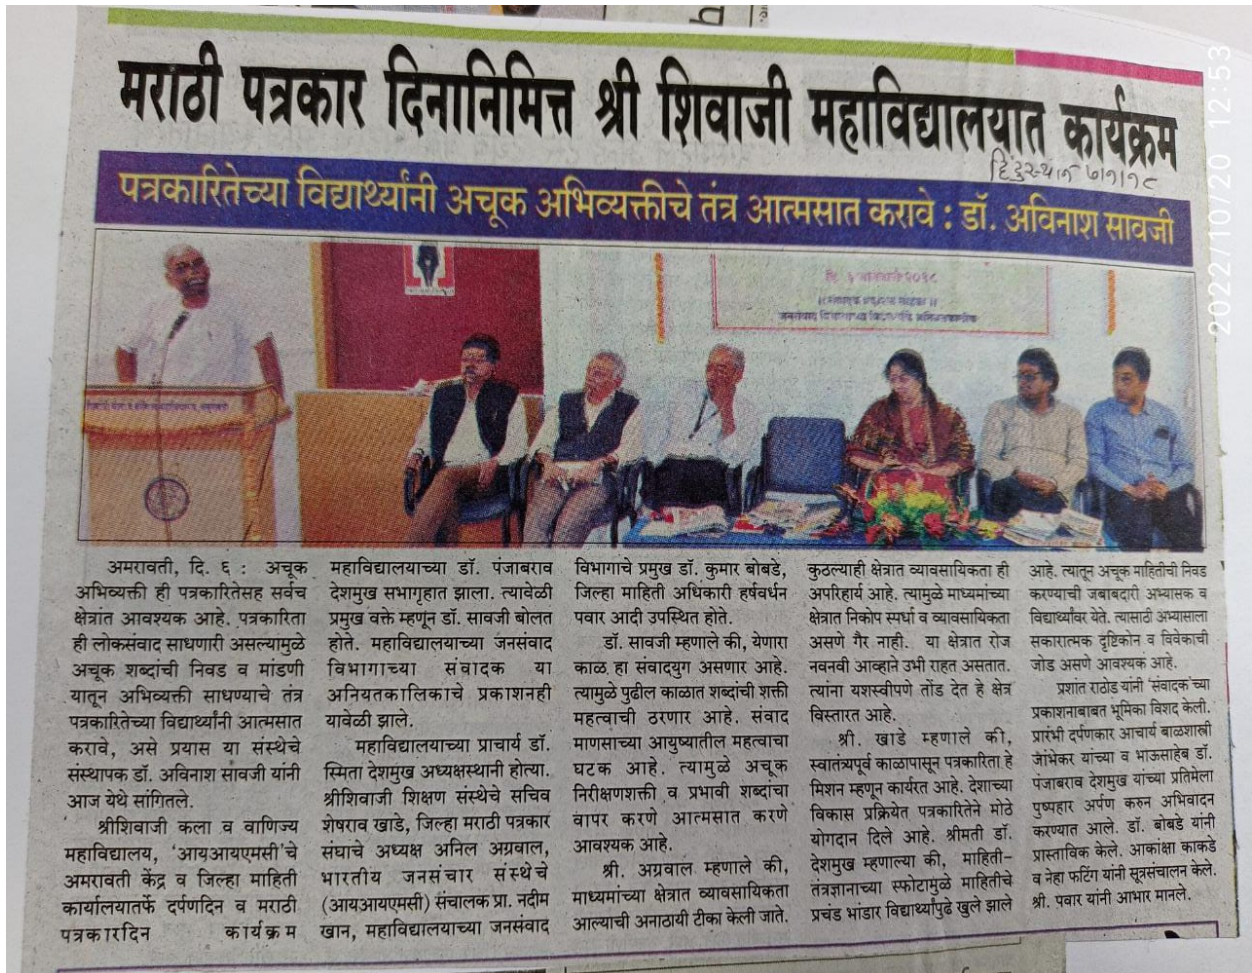 मराठी पत्रकार दिनानिमित्त श्री शिवाजी महाविद्यालयात कार्यक्रम
हिंदुस्थान ७/१/१८
पत्रकारितेच्या विद्यार्थ्यांनी अचूक अभिव्यक्तीचे तंत्र आत्मसात करावे : डॉ. अविनाश सावजी
2022/10/20 12:53
दि. ६ जानेवारी २०१८
अमरावती, दि. ६ : अचूक
अभिव्यक्ती ही पत्रकारितेसह सर्वच
क्षेत्रांत आवश्यक आहे. पत्रकारिता
ही लोकसंवाद साधणारी असल्यामुळे
अचूक शब्दांची निवड व मांडणी
यातून अभिव्यक्ती साधण्याचे तंत्र
पत्रकारितेच्या विद्यार्थ्यांनी आत्मसात
करावे, असे प्रयास या संस्थेचे
संस्थापक डॉ. अविनाश सावजी यांनी
आज येथे सांगितले.
श्रीशिवाजी कला व वाणिज्य
महाविद्यालय, ‘आयआयएमसी’चे
अमरावती केंद्र व जिल्हा माहिती
कार्यालयातर्फे दर्पणदिन व मराठी
पत्रकारदिन कार्यक्रम
महाविद्यालयाच्या डॉ. पंजाबराव
देशमुख सभागृहात झाला. त्यावेळी
प्रमुख वक्ते म्हणून डॉ. सावजी बोलत
होते. महाविद्यालयाच्या जनसंवाद
विभागाच्या संवादक या
अनियतकालिकाचे प्रकाशनही
यावेळी झाले.
महाविद्यालयाच्या प्राचार्य डॉ.
स्मिता देशमुख अध्यक्षस्थानी होत्या.
श्रीशिवाजी शिक्षण संस्थेचे सचिव
शेषराव खाडे, जिल्हा मराठी पत्रकार
संघाचे अध्यक्ष अनिल अग्रवाल,
भारतीय जनसंचार संस्थेचे
(आयआयएमसी) संचालक प्रा. नदीम
खान, महाविद्यालयाच्या जनसंवाद
विभागाचे प्रमुख डॉ. कुमार बोबडे,
जिल्हा माहिती अधिकारी हर्षवर्धन
पवार आदी उपस्थित होते.
डॉ. सावजी म्हणाले की, येणारा
काळ हा संवादयुग असणार आहे.
त्यामुळे पुढील काळात शब्दांची शक्ती
महत्वाची ठरणार आहे. संवाद
माणसाच्या आयुष्यातील महत्वाचा
घटक आहे. त्यामुळे अचूक
निरीक्षणशक्ती व प्रभावी शब्दांचा
वापर करणे आत्मसात करणे
आवश्यक आहे.
श्री. अग्रवाल म्हणाले की,
माध्यमांच्या क्षेत्रात व्यावसायिकता
आल्याची अनाठायी टीका केली जाते.
कुठल्याही क्षेत्रात व्यावसायिकता ही
अपरिहार्य आहे. त्यामुळे माध्यमांच्या
क्षेत्रात निकोप स्पर्धा व व्यावसायिकता
असणे गैर नाही. या क्षेत्रात रोज
नवनवी आव्हाने उभी राहत असतात.
त्यांना यशस्वीपणे तोंड देत हे क्षेत्र
विस्तारत आहे.
श्री. खाडे म्हणाले की,
स्वातंत्र्यपूर्व काळापासून पत्रकारिता हे
मिशन म्हणून कार्यरत आहे. देशाच्या
विकास प्रक्रियेत पत्रकारितेने मोठे
योगदान दिले आहे. श्रीमती डॉ.
देशमुख म्हणाल्या की, माहिती-
तंत्रज्ञानाच्या स्फोटामुळे माहितीचे
प्रचंड भांडार विद्यार्थ्यांपुढे खुले झाले
आहे. त्यातून अचूक माहितीची निवड
करण्याची जबाबदारी अभ्यासक व
विद्यार्थ्यांवर येते. त्यासाठी अभ्यासाला
सकारात्मक दृष्टिकोन व विवेकाची
जोड असणे आवश्यक आहे.
प्रशांत राठोड यांनी ‘संवादक’च्या
प्रकाशनाबाबत भूमिका विशद केली.
प्रारंभी दर्पणकार आचार्य बाळशास्त्री
जांभेकर यांच्या व भाऊसाहेब डॉ.
पंजाबराव देशमुख यांच्या प्रतिमेला
पुष्पहार अर्पण करुन अभिवादन
करण्यात आले. डॉ. बोबडे यांनी
प्रास्ताविक केले. आकांक्षा काकडे
व नेहा फटिंग यांनी सूत्रसंचालन केले.
श्री. पवार यांनी आभार मानले.